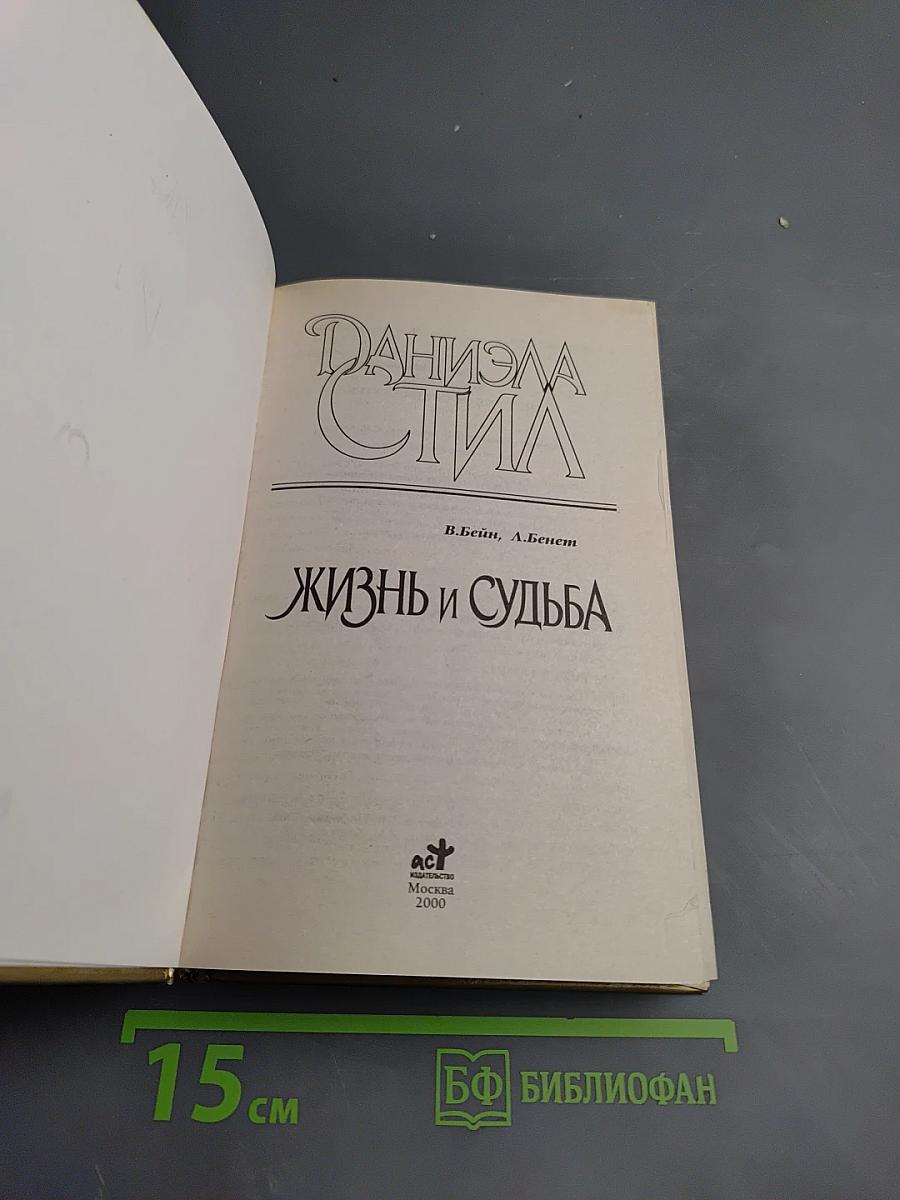 ДАНИЭЛА
СТИЛ
В.Бейн, Л.Бенет
ЖИЗНЬ И СУДЬБА
аст
ИЗДАТЕЛЬСТВО
Москва
2000
15 см
БФ БИБЛИОФАН